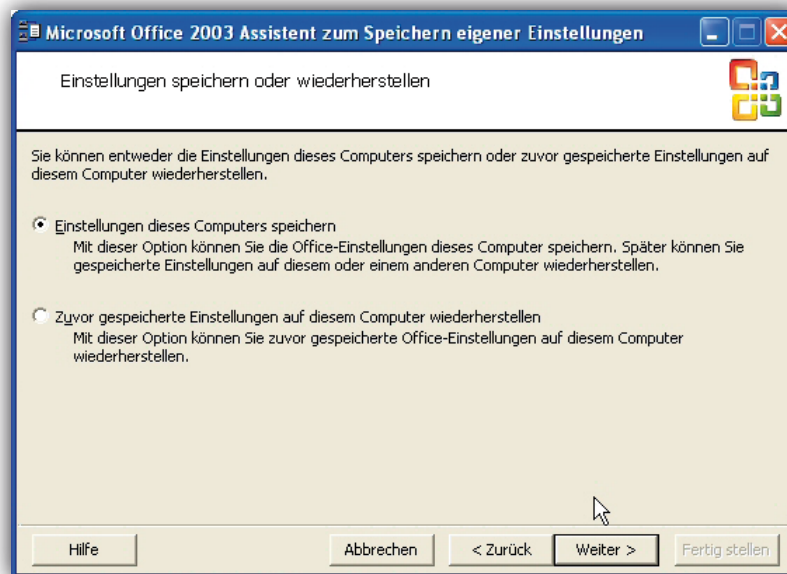 Microsoft Office 2003 Assistent zum Speichern eigener Einstellungen
Einstellungen speichern oder wiederherstellen
Sie können entweder die Einstellungen dieses Computers speichern oder zuvor gespeicherte Einstellungen auf
diesem Computer wiederherstellen.
Einstellungen dieses Computers speichern
Mit dieser Option können Sie die Office-Einstellungen dieses Computer speichern. Später können Sie
gespeicherte Einstellungen auf diesem oder einem anderen Computer wiederherstellen.
Zuvor gespeicherte Einstellungen auf diesem Computer wiederherstellen
Mit dieser Option können Sie zuvor gespeicherte Office-Einstellungen auf diesem Computer
wiederherstellen.
Hilfe Abbrechen < Zurück Weiter > Fertig stellen